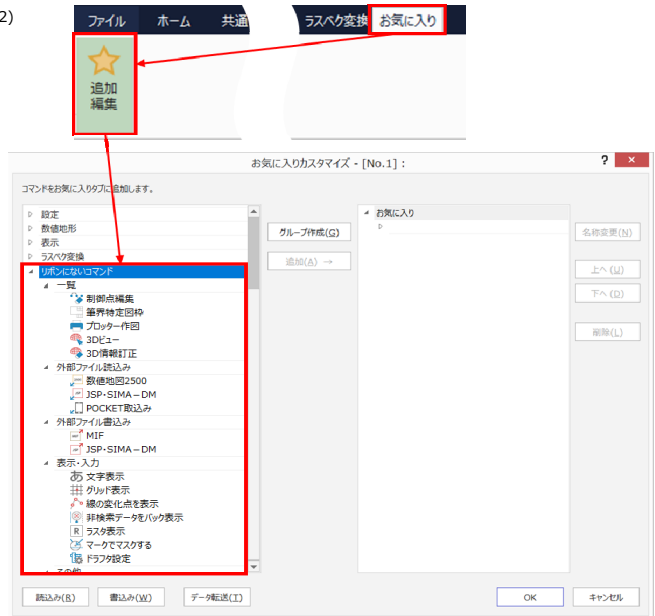 2)
ファイル ホーム 共通 ラスベク変換 お気に入り
追加
編集
お気に入りカスタマイズ - [No.1] :
? ×
コマンドをお気に入りタブに追加します。
設定
数値地形
表示
ラスベク変換
リボンにないコマンド
一覧
制御点編集
筆界特定図枠
プロッター作図
3Dビュー
3D情報訂正
外部ファイル読込み
数値地図2500
JSP・SIMA－DM
POCKET取込み
外部ファイル書込み
MIF
JSP・SIMA－DM
表示・入力
あ 文字表示
グリッド表示
線の変化点を表示
非検索データをバック表示
R ラスタ表示
マークでマスクする
ドラフタ設定
その他
グループ作成(G)
追加(A) →
お気に入り
名称変更(N)
上へ (U)
下へ (D)
削除(L)
読込み(R) 書込み(W) データ転送(T) OK キャンセル